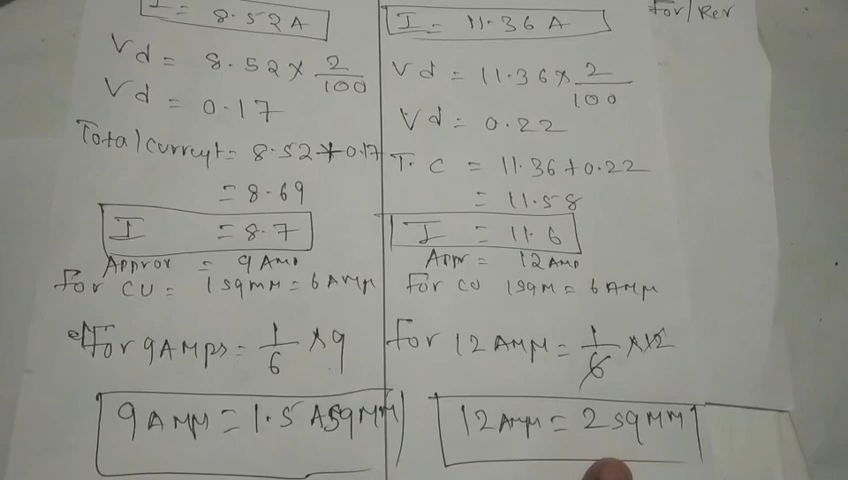 I = 8.52A
Vd = 8.52 × 2/100
Vd = 0.17
Total current = 8.52 + 0.17
= 8.69
I = 8.7
Approx = 9 Amp
For CU = 1 sqmm = 6 Amp
For 9 Amps = 1/6 × 9
9 Amp = 1.5 sqmm
I = 11.36 A
Vd = 11.36 × 2/100
Vd = 0.22
T. C = 11.36 + 0.22
= 11.58
I = 11.6
Appr = 12 Amp
For CU 1 sqm = 6 Amp
For 12 Amp = 1/6 × 12
12 Amp = 2 sqmm
For/Rev